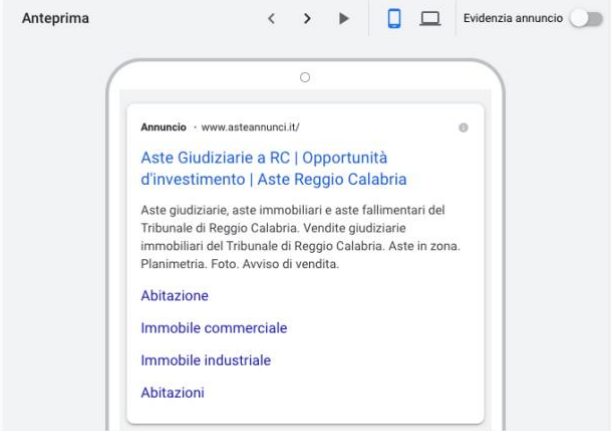 Anteprima
Evidenzia annuncio
Annuncio · www.asteannunci.it/
Aste Giudiziarie a RC | Opportunità
d'investimento | Aste Reggio Calabria
Aste giudiziarie, aste immobiliari e aste fallimentari del
Tribunale di Reggio Calabria. Vendite giudiziarie
immobiliari del Tribunale di Reggio Calabria. Aste in zona.
Planimetria. Foto. Avviso di vendita.
Abitazione
Immobile commerciale
Immobile industriale
Abitazioni